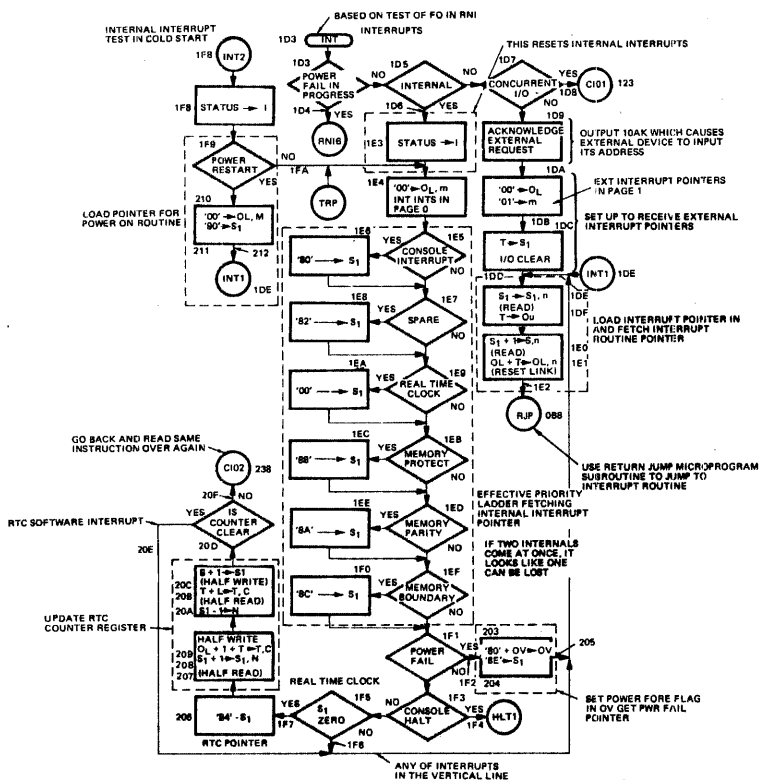 BASED ON TEST OF FO IN RNI
INTERRUPTS
1D3
INT
INTERNAL INTERRUPT
TEST IN COLD START
1F8
INT2
1F8
STATUS → I
1F9
POWER
RESTART
NO
1FA
YES
210
'00' → OL, M
'90' → S1
211
212
LOAD POINTER FOR
POWER ON ROUTINE
INT1
1DE
1D3
POWER
FAIL IN
PROGRESS
NO
1D4
YES
RNI6
TRP
THIS RESETS INTERNAL INTERRUPTS
1D5
INTERNAL
NO
1D6
YES
1E3
STATUS → I
1E4
'00' → OL, m
INT INTS IN
PAGE 0
1D7
CONCURRENT
I/O
YES
1D8
CI01
123
NO
1D9
ACKNOWLEDGE
EXTERNAL
REQUEST
OUTPUT 10AK WHICH CAUSES
EXTERNAL DEVICE TO INPUT
ITS ADDRESS
1DA
'00' → OL
'01' → m
EXT INTERRUPT POINTERS
IN PAGE 1
1DB
1DC
T → S1
I/O CLEAR
SET UP TO RECEIVE EXTERNAL
INTERRUPT POINTERS
INT1
1DE
1DD
S1 → S1, n
(READ)
T → Ou
1DE
1DF
S1 + 1 → S, n
(READ)
OL + T → OL, n
(RESET LINK)
1E0
1E1
LOAD INTERRUPT POINTER IN
AND FETCH INTERRUPT
ROUTINE POINTER
1E2
RJP
0B8
USE RETURN JUMP MICROPROGRAM
SUBROUTINE TO JUMP TO
INTERRUPT ROUTINE
1E5
CONSOLE
INTERRUPT
YES
NO
1E6
'80' → S1
1E7
SPARE
YES
NO
1E8
'82' → S1
1E9
REAL TIME
CLOCK
YES
NO
1EA
'00' → S1
1EB
MEMORY
PROTECT
YES
NO
1EC
'88' → S1
1ED
MEMORY
PARITY
YES
NO
1EE
'8A' → S1
1EF
MEMORY
BOUNDARY
YES
NO
1F0
'8C' → S1
EFFECTIVE PRIORITY
LADDER FETCHING
INTERNAL INTERRUPT
POINTER
IF TWO INTERNALS
COME AT ONCE, IT
LOOKS LIKE ONE
CAN BE LOST
1F1
POWER
FAIL
YES
NO
1F2
203
'80' + OV → OV
'8E' → S1
204
205
SET POWER FORE FLAG
IN OV GET PWR FAIL
POINTER
1F3
CONSOLE
HALT
YES
1F4
HLT1
NO
1F5
S1
ZERO
YES
1F7
NO
1F6
REAL TIME CLOCK
206
'B4' - S1
RTC POINTER
207
208
209
HALF WRITE
OL + 1 + T → T, C
S1 + 1 → S1, N
(HALF READ)
20A
20B
20C
S + 1 → S1
(HALF WRITE)
T + L → T, C
(HALF READ)
S1 - 1 → N
UPDATE RTC
COUNTER REGISTER
20D
IS
COUNTER
CLEAR
YES
NO
20F
20E
RTC SOFTWARE INTERRUPT
CI02
238
GO BACK AND READ SAME
INSTRUCTION OVER AGAIN
ANY OF INTERRUPTS
IN THE VERTICAL LINE